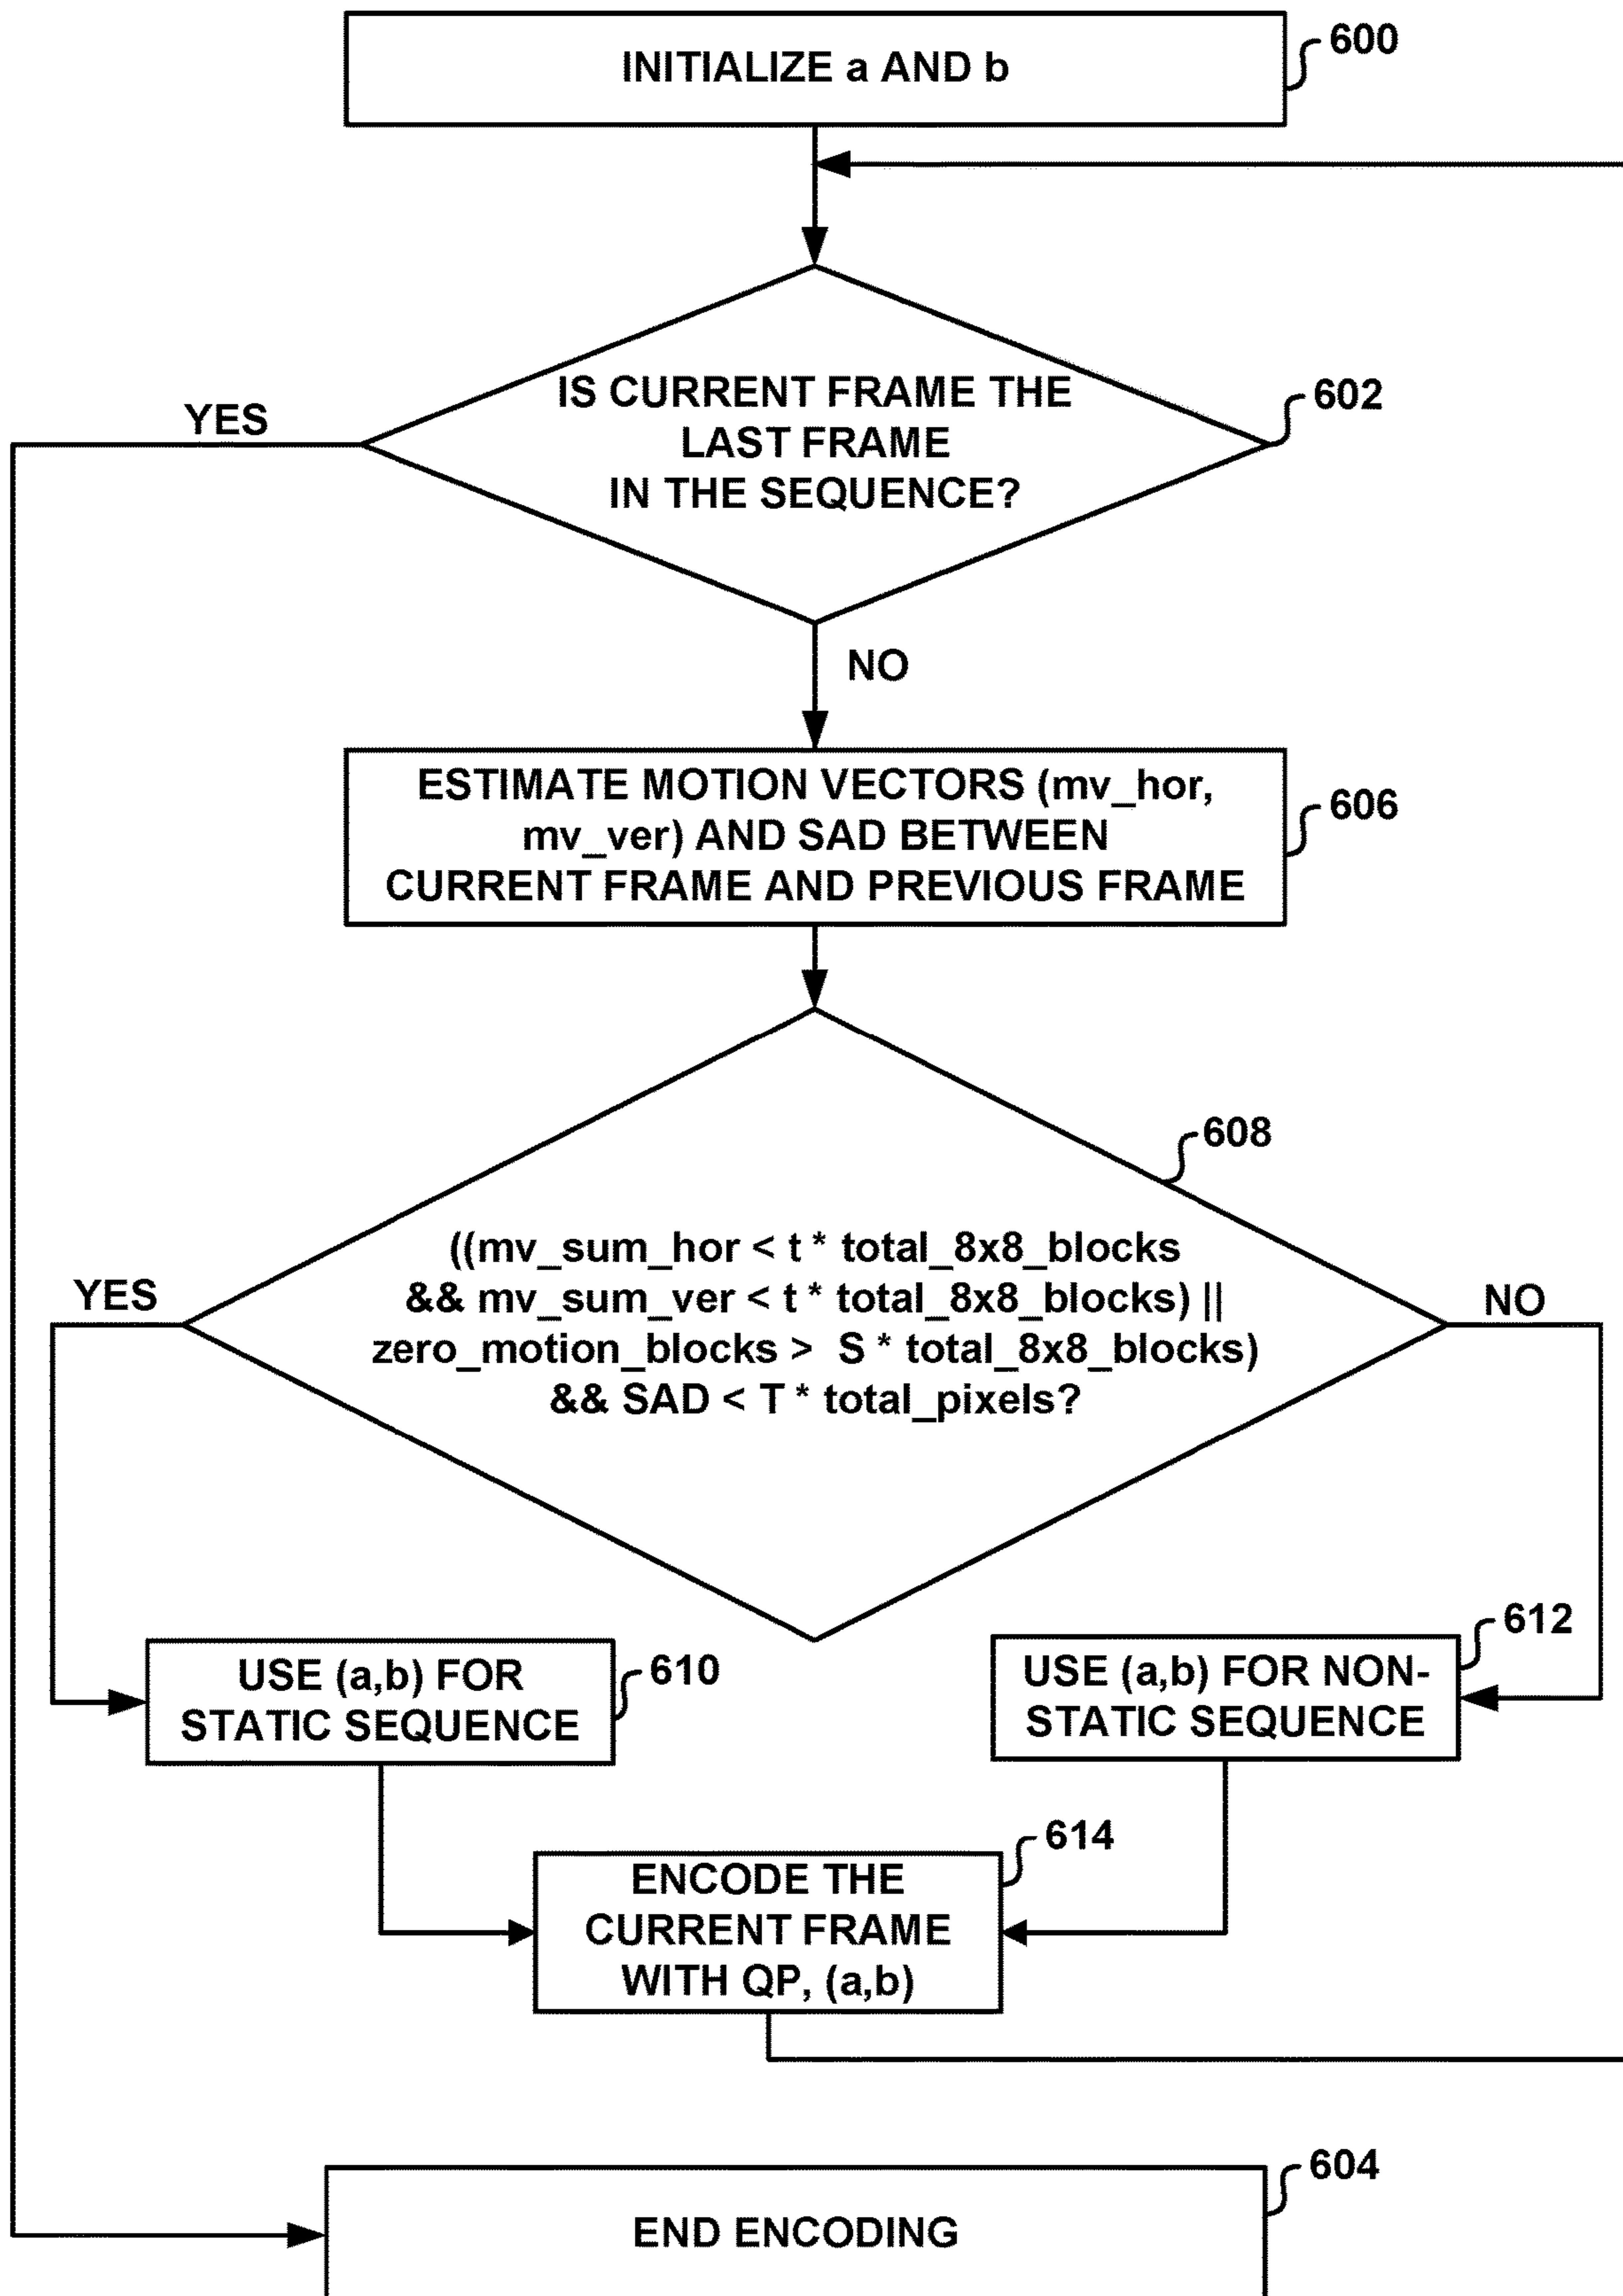 INITIALIZE a AND b
600
IS CURRENT FRAME THE
LAST FRAME
IN THE SEQUENCE?
602
YES
NO
ESTIMATE MOTION VECTORS (mv_hor,
mv_ver) AND SAD BETWEEN
CURRENT FRAME AND PREVIOUS FRAME
606
608
((mv_sum_hor < t * total_8x8_blocks
&& mv_sum_ver < t * total_8x8_blocks) ||
zero_motion_blocks > S * total_8x8_blocks)
&& SAD < T * total_pixels?
YES
NO
USE (a,b) FOR
STATIC SEQUENCE
610
USE (a,b) FOR NON-
STATIC SEQUENCE
612
ENCODE THE
CURRENT FRAME
WITH QP, (a,b)
614
END ENCODING
604